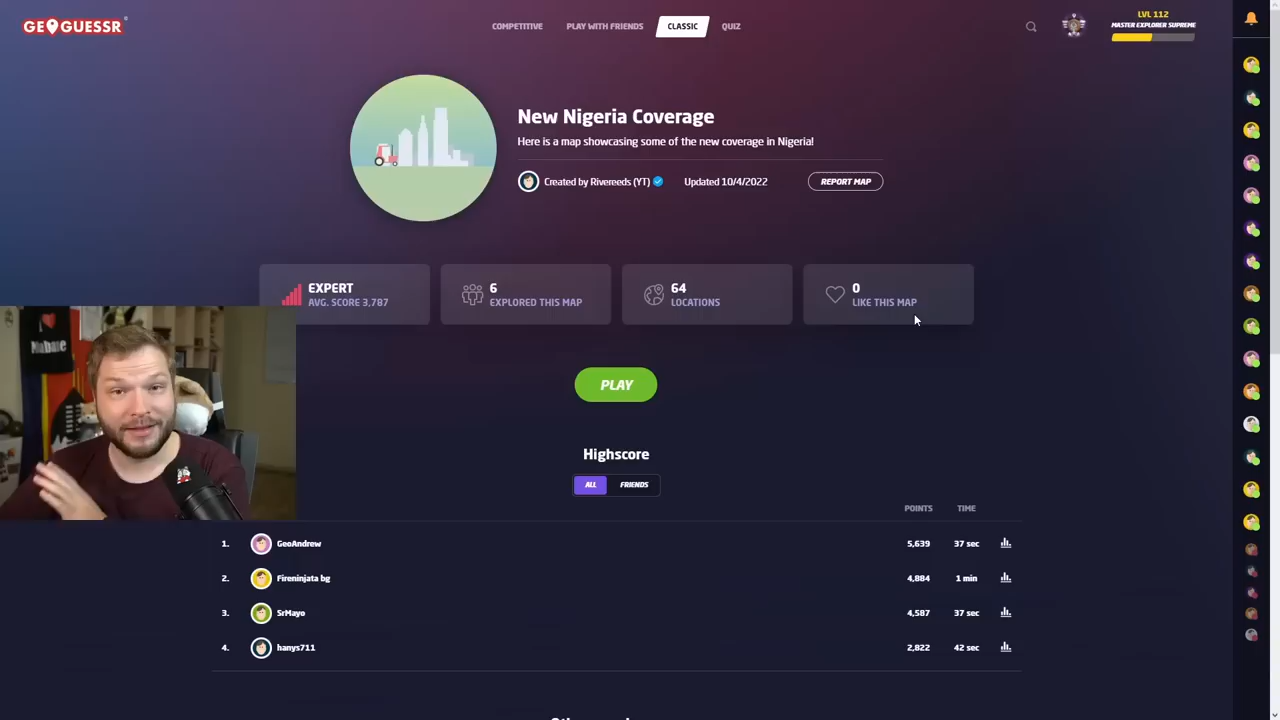 GEOGUESSR
COMPETITIVE
PLAY WITH FRIENDS
CLASSIC
QUIZ
LVL 112
MASTER EXPLORER SUPREME
New Nigeria Coverage
Here is a map showcasing some of the new coverage in Nigeria!
Created by Rivereeds (YT)
Updated 10/4/2022
REPORT MAP
EXPERT
AVG. SCORE 3,787
6
EXPLORED THIS MAP
64
LOCATIONS
0
LIKE THIS MAP
PLAY
Highscore
ALL
FRIENDS
POINTS
TIME
1. GeoAndrew 5,639 37 sec
2. Fireninjata bg 4,884 1 min
3. SrMayo 4,587 37 sec
4. hanys711 2,822 42 sec